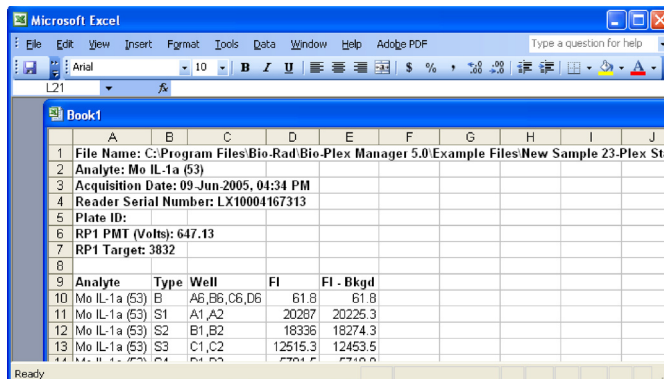 Microsoft Excel
File Edit View Insert Format Tools Data Window Help Adobe PDF Type a question for help
Arial 10 B I U $ % ,
L21 fx
Book1
A B C D E F G H I J
1 File Name: C:\Program Files\Bio-Rad\Bio-Plex Manager 5.0\Example Files\New Sample 23-Plex Sta
2 Analyte: Mo IL-1a (53)
3 Acquisition Date: 09-Jun-2005, 04:34 PM
4 Reader Serial Number: LX10004167313
5 Plate ID:
6 RP1 PMT (Volts): 647.13
7 RP1 Target: 3832
8
9 Analyte Type Well FI FI - Bkgd
10 Mo IL-1a (53) B A6,B6,C6,D6 61.8 61.8
11 Mo IL-1a (53) S1 A1,A2 20287 20225.3
12 Mo IL-1a (53) S2 B1,B2 18336 18274.3
13 Mo IL-1a (53) S3 C1,C2 12515.3 12453.5
Ready